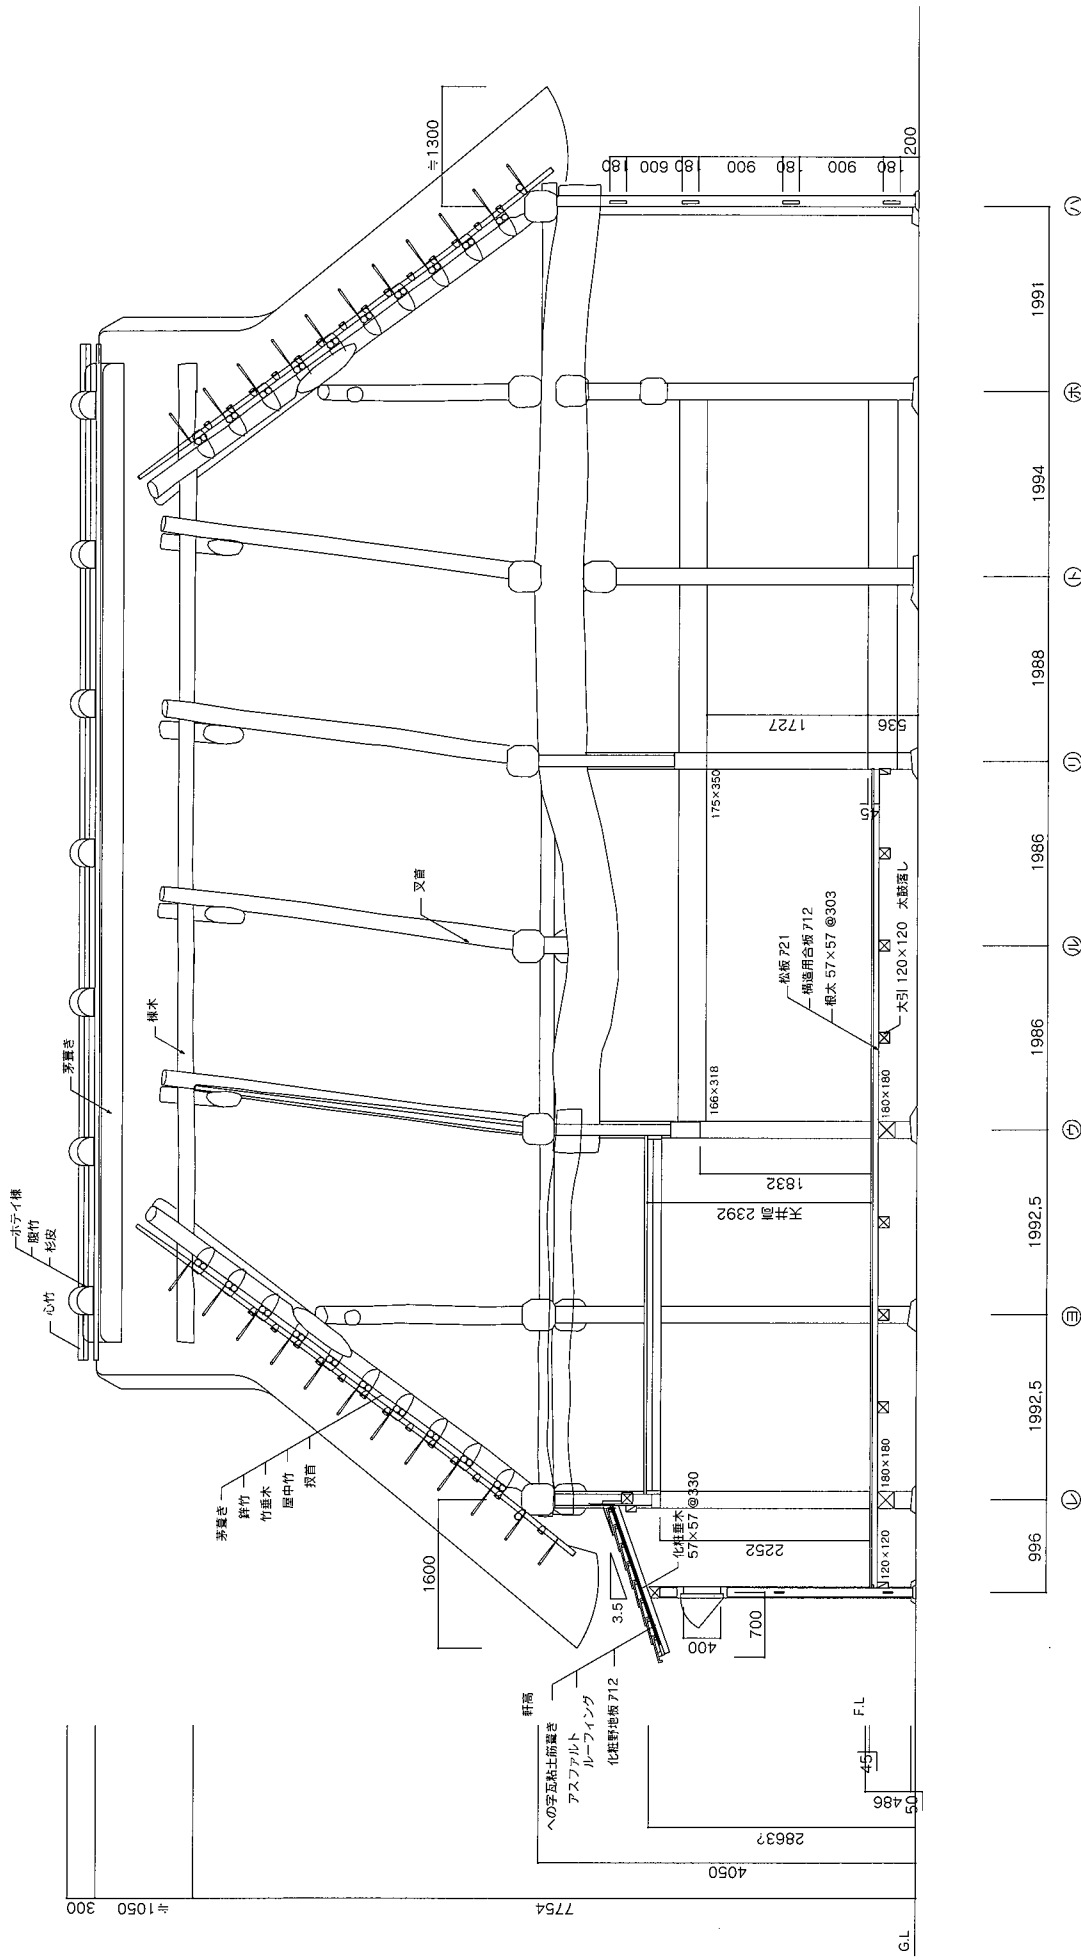 ホテイ棟
腹竹
杉皮
心竹
茅葺き
棟木
叉首
茅葺き
鉾竹
竹垂木
屋中竹
扠首
≒1300
1600
180
600
180
900
180
900
180
200
1727
536
175×350
45
松板 ｱ21
構造用合板 ｱ12
根太 57×57 @303
大引 120×120 太鼓落し
166×318
180×180
1832
天井高 2392
2252
化粧垂木
57×57 @330
180×180
120×120
3.5
400
700
軒高
への字瓦粘土筋葺き
アスファルト
ルーフィング
化粧野地板 ｱ12
F.L
45
486
50
2863?
4050
7754
≒1050
300
G.L
996
1992.5
1992.5
1986
1986
1988
1994
1991
レ
ヨ
ワ
ル
リ
ト
ホ
ハ